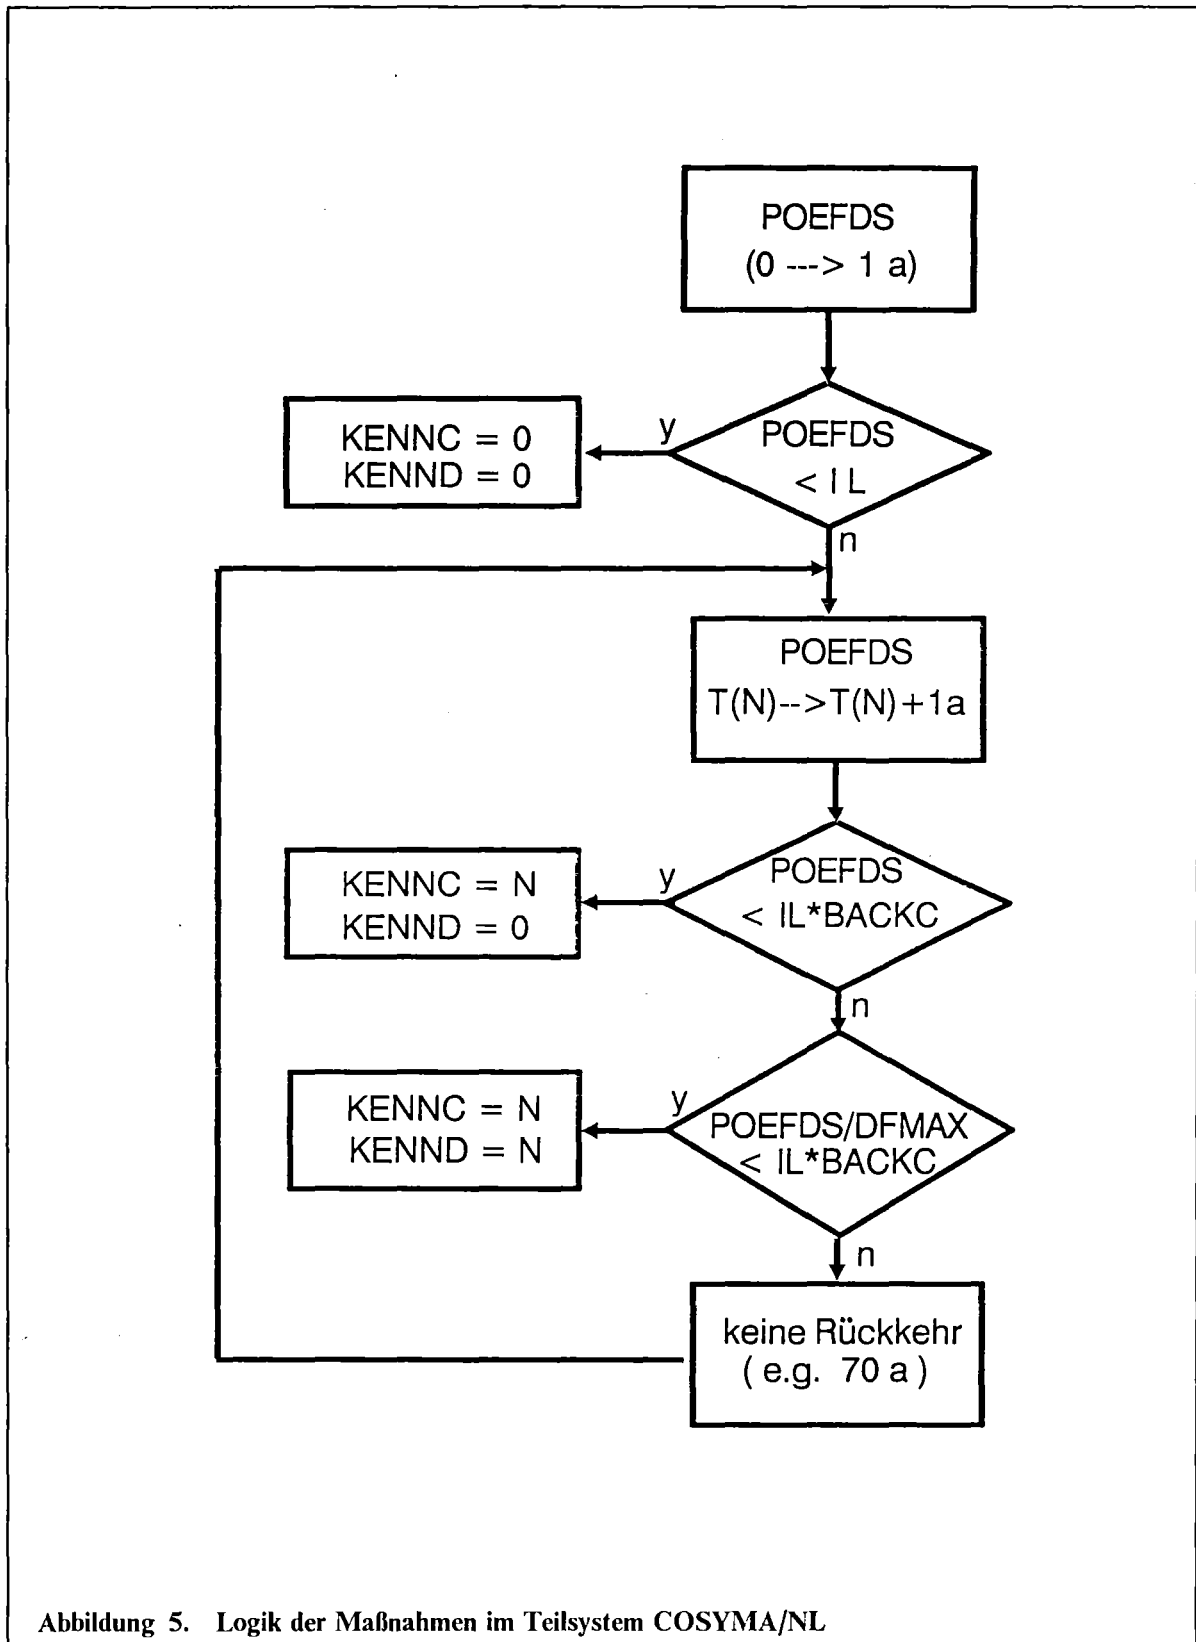 POEFDS
(0 ---> 1 a)
y
POEFDS
< I L
KENNC = 0
KENND = 0
n
POEFDS
T(N)-->T(N)+1a
y
POEFDS
< IL*BACKC
KENNC = N
KENND = 0
n
y
POEFDS/DFMAX
< IL*BACKC
KENNC = N
KENND = N
n
keine Rückkehr
( e.g. 70 a )
Abbildung 5. Logik der Maßnahmen im Teilsystem COSYMA/NL